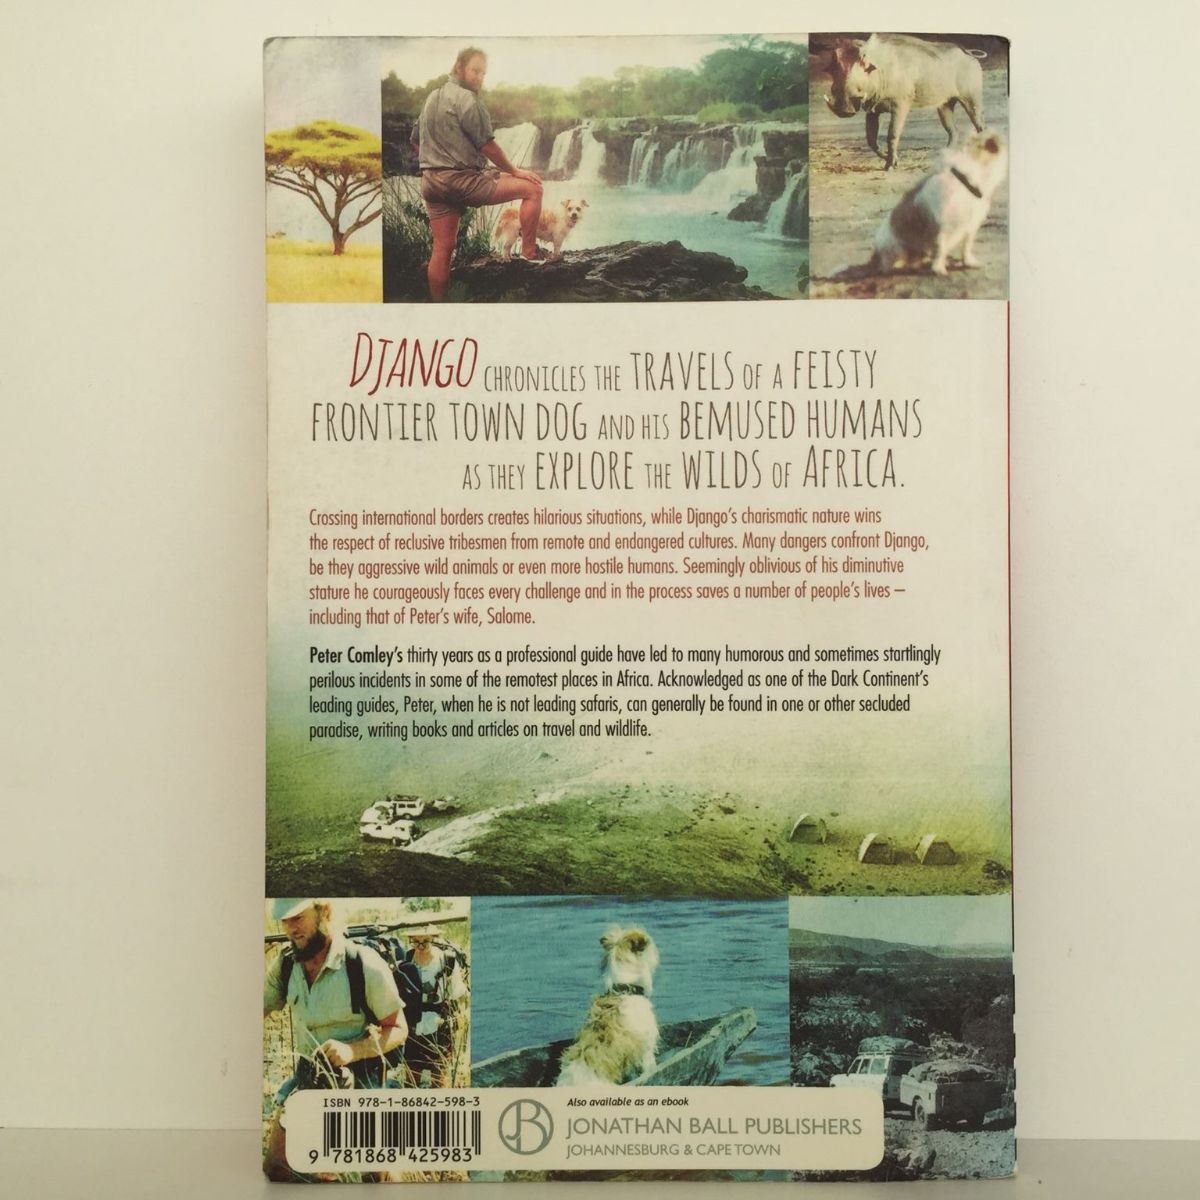 DJANGO CHRONICLES THE TRAVELS OF A FEISTY
FRONTIER TOWN DOG AND HIS BEMUSED HUMANS
AS THEY EXPLORE THE WILDS OF AFRICA.
Crossing international borders creates hilarious situations, while Django's charismatic nature wins
the respect of reclusive tribesmen from remote and endangered cultures. Many dangers confront Django,
be they aggressive wild animals or even more hostile humans. Seemingly oblivious of his diminutive
stature he courageously faces every challenge and in the process saves a number of people's lives –
including that of Peter's wife, Salome.
Peter Comley's thirty years as a professional guide have led to many humorous and sometimes startlingly
perilous incidents in some of the remotest places in Africa. Acknowledged as one of the Dark Continent's
leading guides, Peter, when he is not leading safaris, can generally be found in one or other secluded
paradise, writing books and articles on travel and wildlife.
ISBN 978-1-86842-598-3
9 781868 425983
Also available as an ebook
JB
JONATHAN BALL PUBLISHERS
JOHANNESBURG & CAPE TOWN